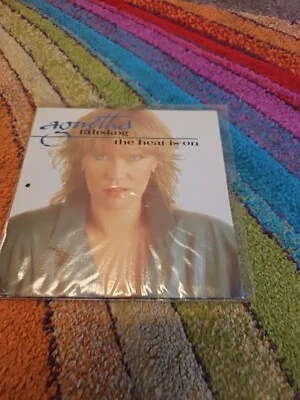 agnetha
fältskog
the heat is on